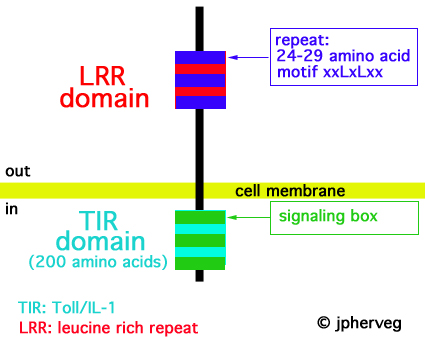 repeat:
24-29 amino acid
motif xxLxLxx
LRR
domain
out
cell membrane
in
TIR
domain
(200 amino acids)
signaling box
TIR: Toll/IL-1
LRR: leucine rich repeat
© jpherveg